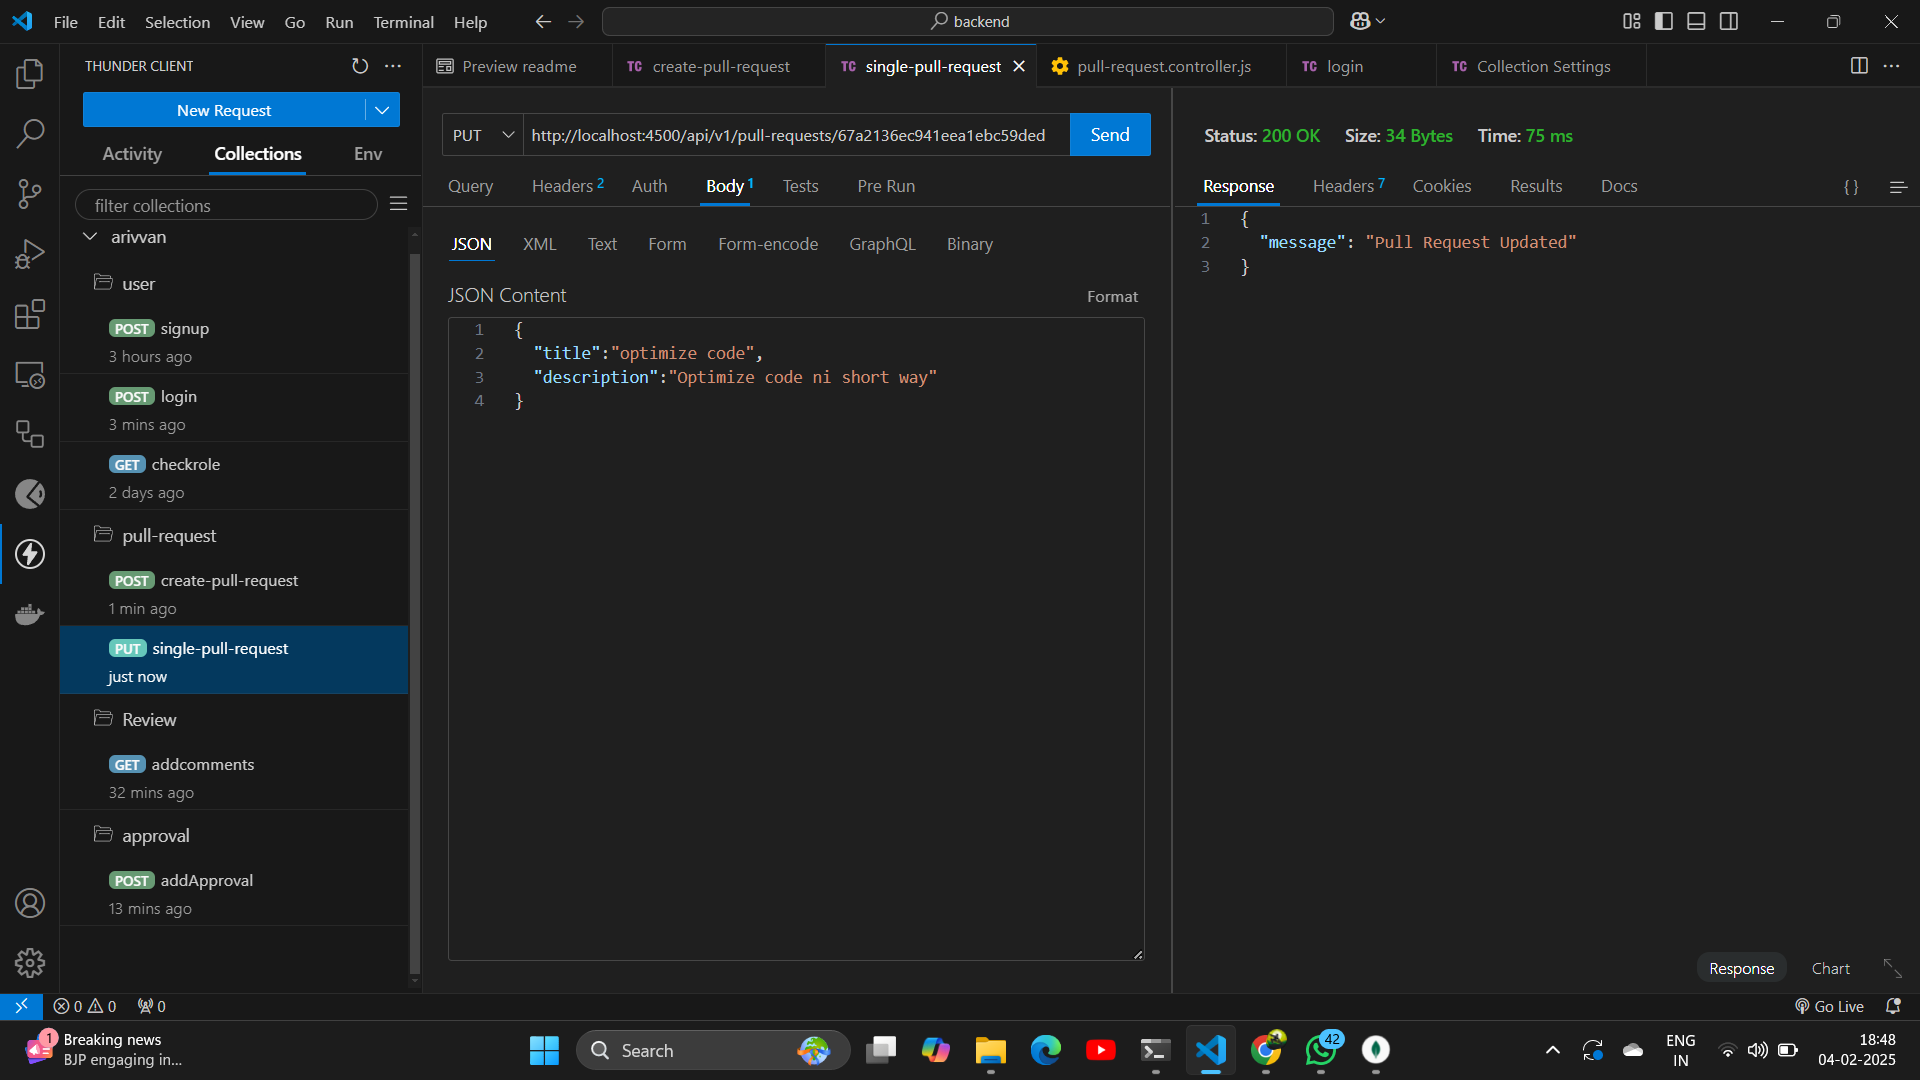 File Edit Selection View Go Run Terminal Help
backend
THUNDER CLIENT
New Request
Activity Collections Env
filter collections
arivvan
user
POST signup
3 hours ago
POST login
3 mins ago
GET checkrole
2 days ago
pull-request
POST create-pull-request
1 min ago
PUT single-pull-request
just now
Review
GET addcomments
32 mins ago
approval
POST addApproval
13 mins ago
Preview readme
TC create-pull-request
TC single-pull-request
pull-request.controller.js
TC login
TC Collection Settings
PUT http://localhost:4500/api/v1/pull-requests/67a2136ec941eea1ebc59ded Send
Query Headers 2 Auth Body 1 Tests Pre Run
JSON XML Text Form Form-encode GraphQL Binary
JSON Content Format
1 {
2 "title":"optimize code",
3 "description":"Optimize code ni short way"
4 }
Status: 200 OK Size: 34 Bytes Time: 75 ms
Response Headers 7 Cookies Results Docs { }
1 {
2 "message": "Pull Request Updated"
3 }
Response Chart
0 0 0
Go Live
1
Breaking news
BJP engaging in...
Search
42
ENG
IN
18:48
04-02-2025